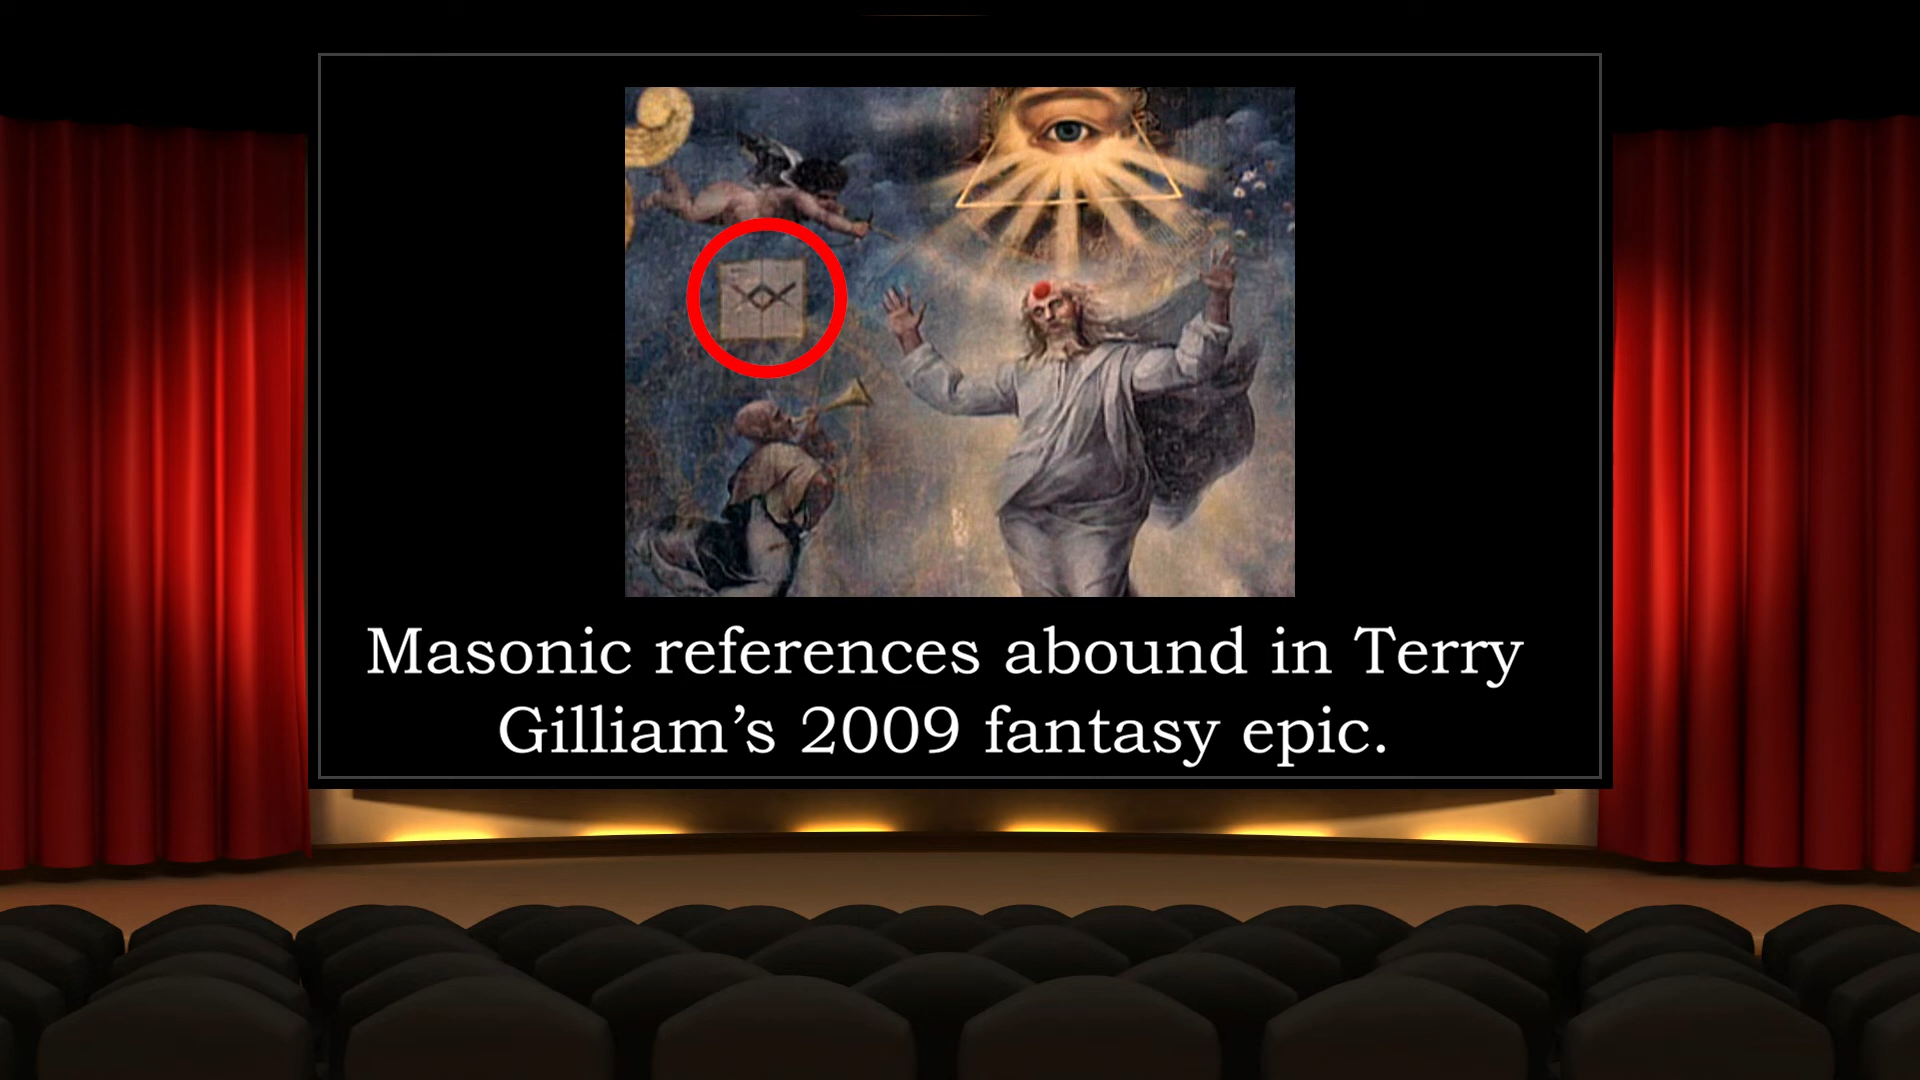 Masonic references abound in Terry
Gilliam’s 2009 fantasy epic.